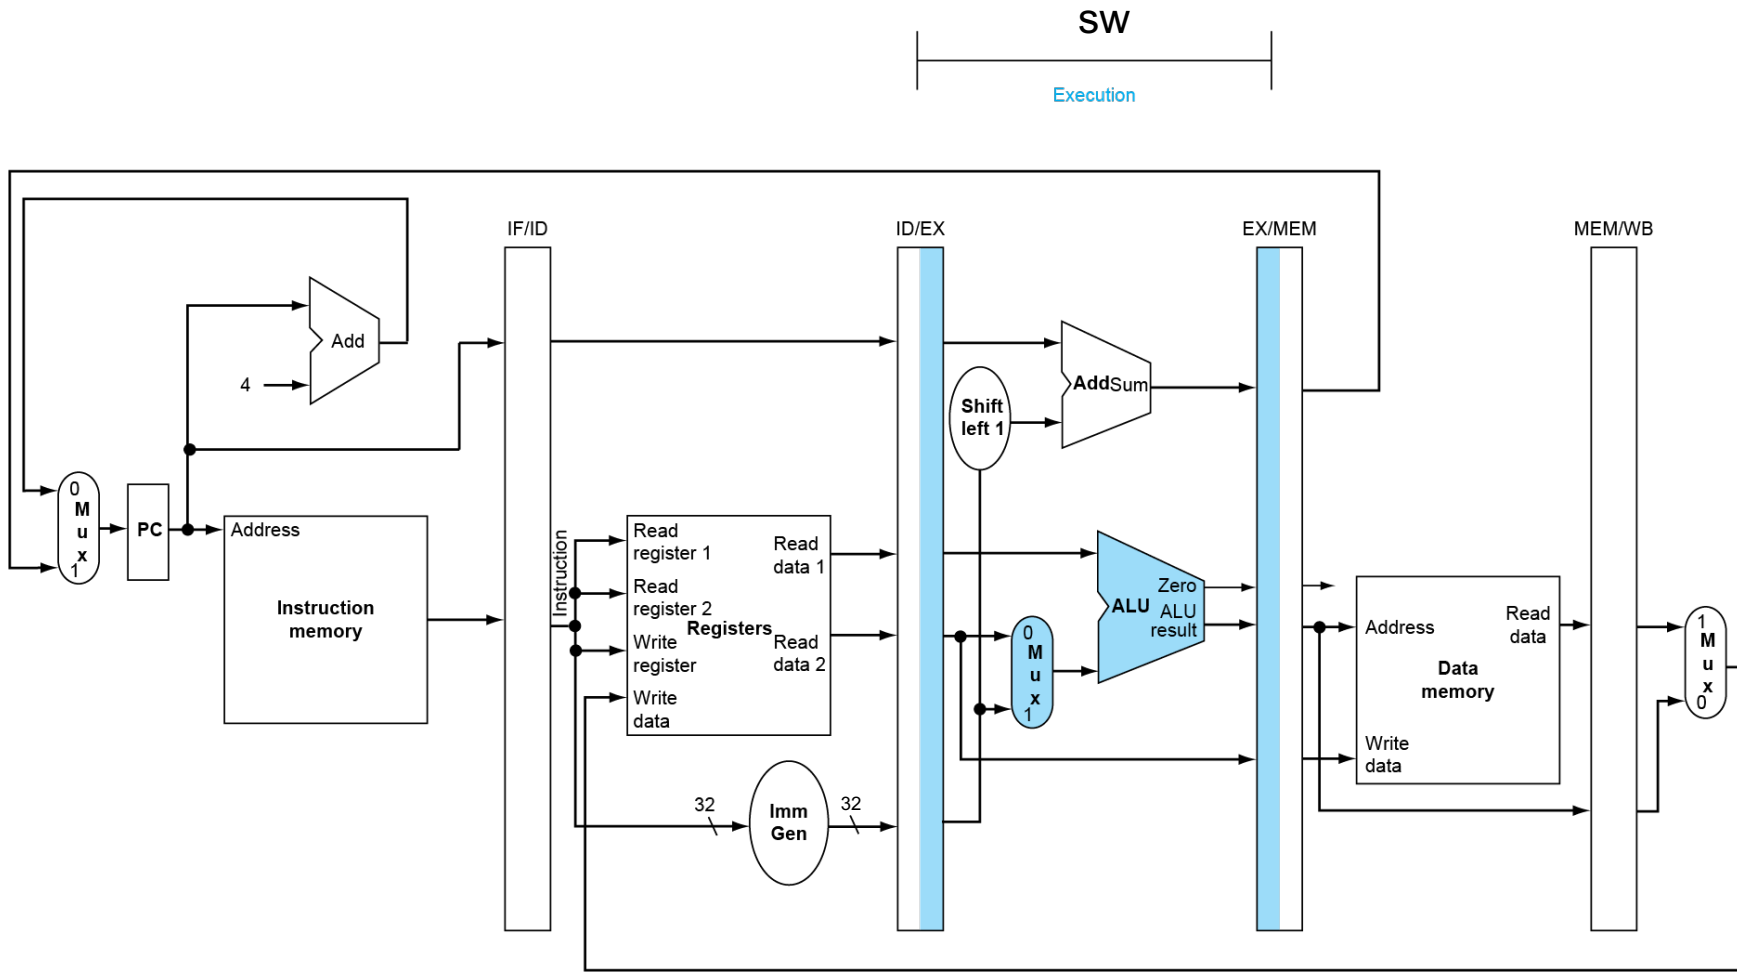 SW
Execution
IF/ID
ID/EX
EX/MEM
MEM/WB
Add
4
Add Sum
Shift
left 1
0
M
u
x
1
PC
Address
Instruction
memory
Instruction
Read
register 1
Read
register 2
Write
register
Write
data
Registers
Read
data 1
Read
data 2
32
Imm
Gen
32
0
M
u
x
1
ALU
Zero
ALU
result
Address
Read
data
Data
memory
Write
data
1
M
u
x
0